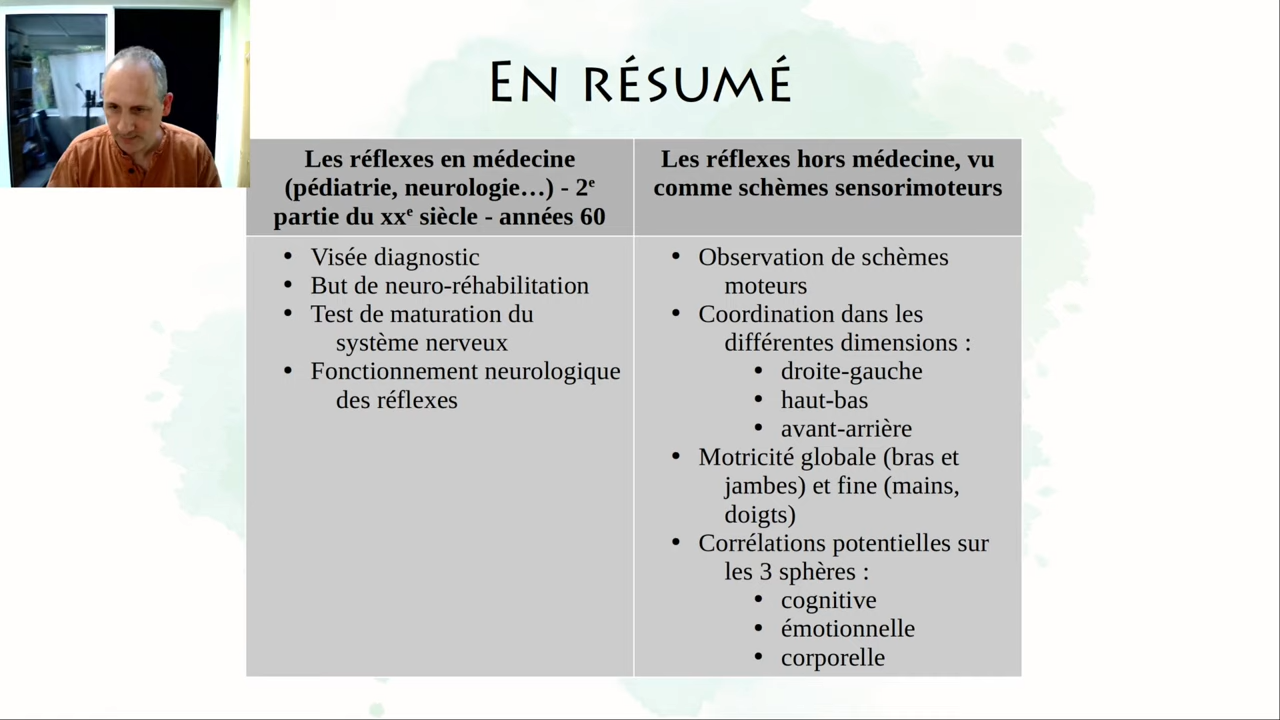 En résumé
Les réflexes en médecine
(pédiatrie, neurologie…) - 2e
partie du xxe siècle - années 60
Les réflexes hors médecine, vu
comme schèmes sensorimoteurs
• Visée diagnostic
• But de neuro-réhabilitation
• Test de maturation du
système nerveux
• Fonctionnement neurologique
des réflexes
• Observation de schèmes
moteurs
• Coordination dans les
différentes dimensions :
• droite-gauche
• haut-bas
• avant-arrière
• Motricité globale (bras et
jambes) et fine (mains,
doigts)
• Corrélations potentielles sur
les 3 sphères :
• cognitive
• émotionnelle
• corporelle